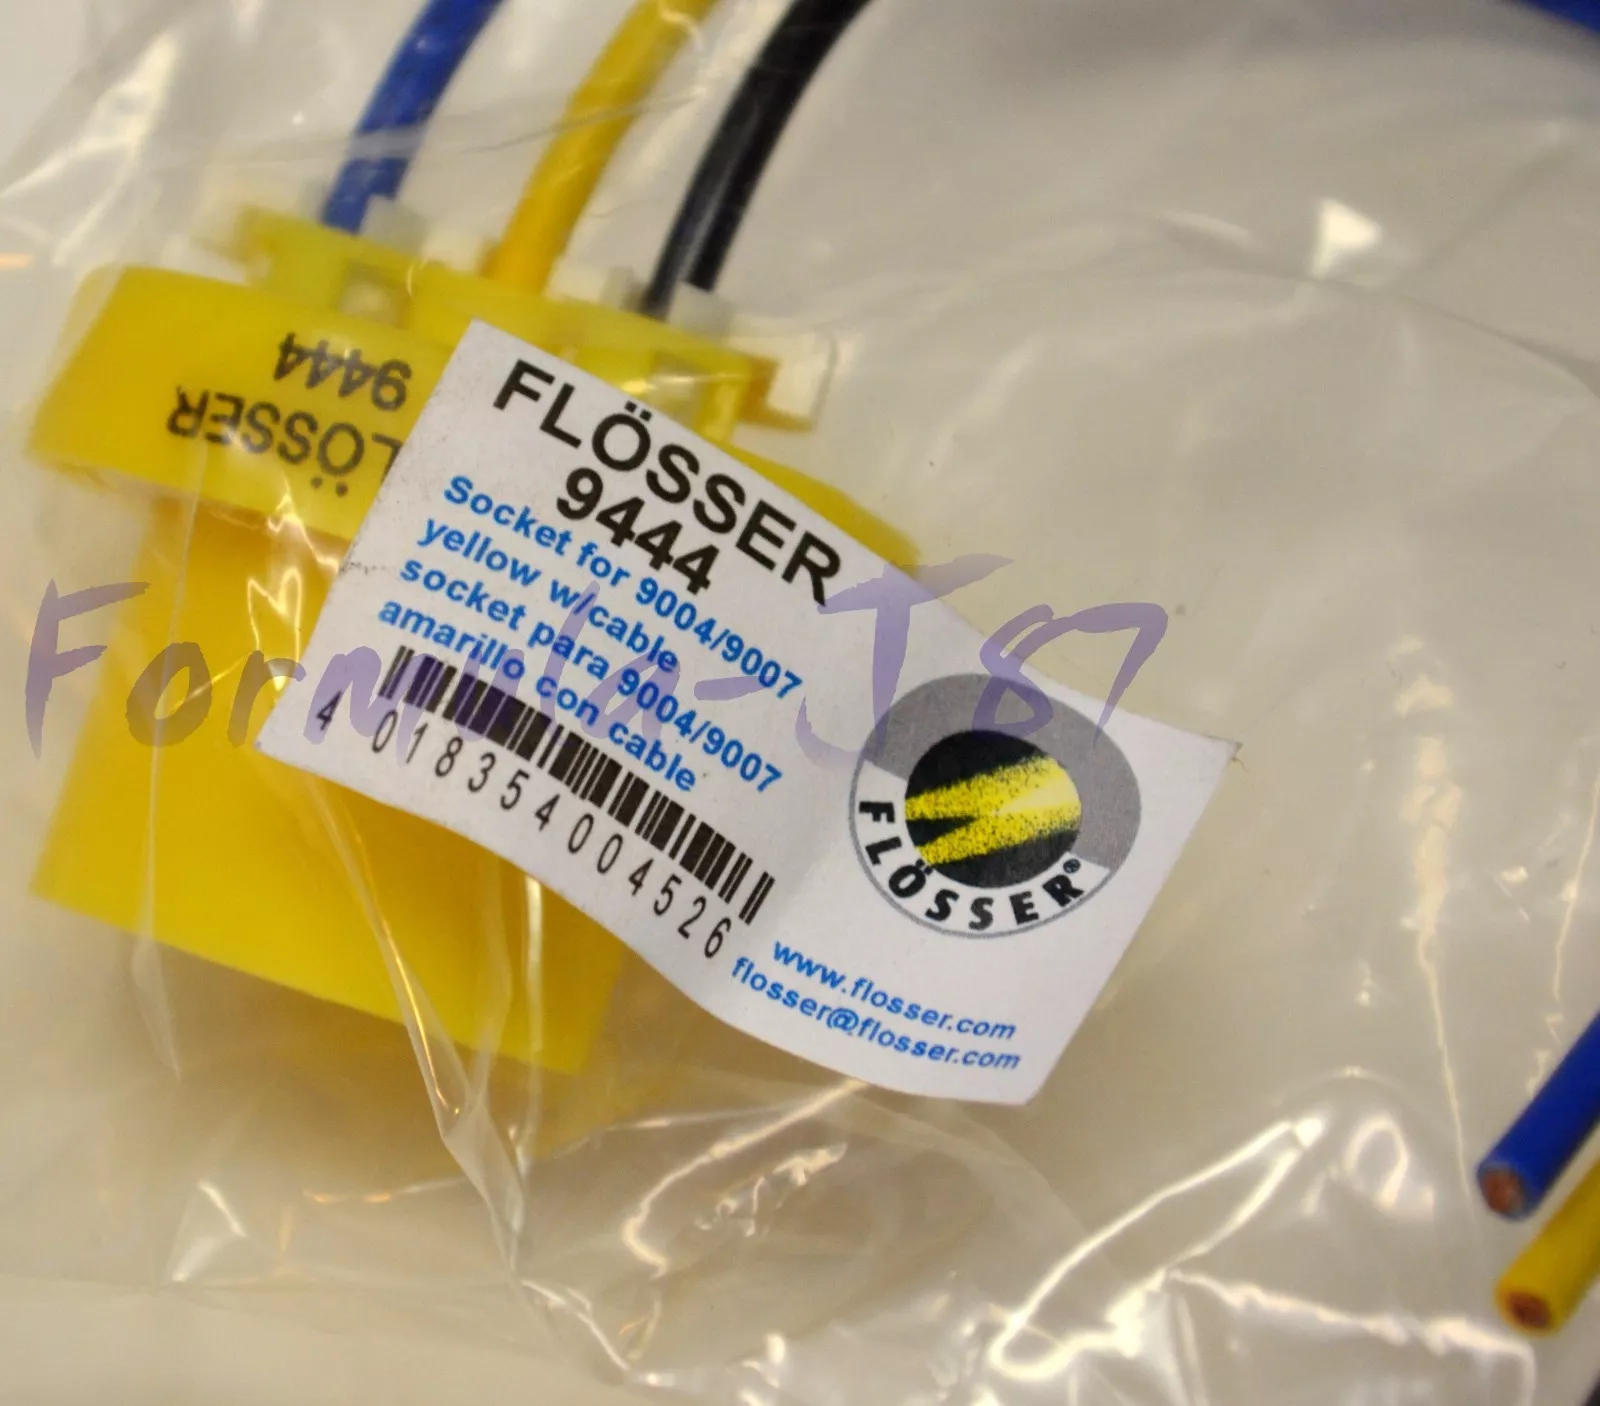 FLÖSSER
9444
Socket for 9004/9007
yellow w/cable
socket para 9004/9007
amarillo con cable
4 018354 004526
FLÖSSER®
www.flosser.com
flosser@flosser.com
LÖSSER
9444
Formula-J87